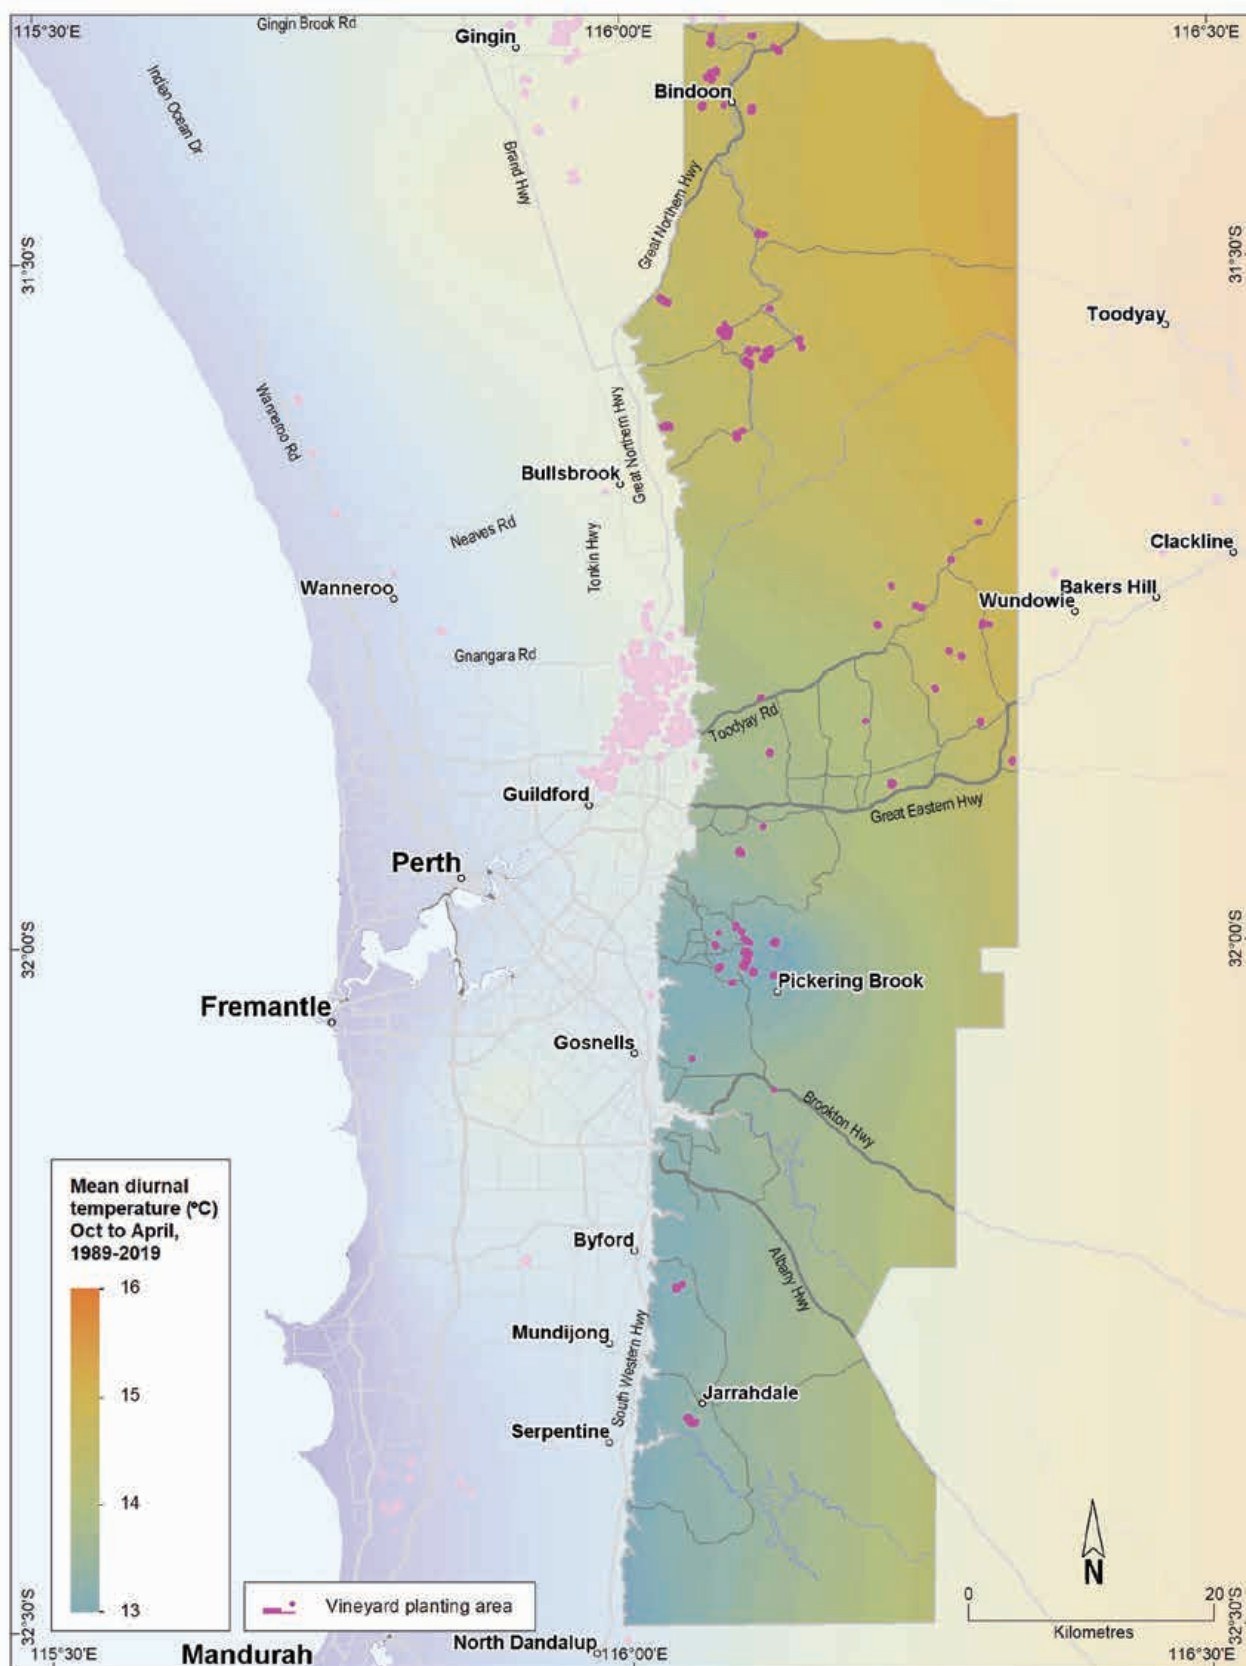 115°30'E
116°00'E
116°30'E
Gingin Brook Rd
Gingin
Indian Ocean Dr
Bindoon
Brand Hwy
Great Northern Hwy
31°30'S
31°30'S
Toodyay
Wanneroo Rd
Great Northern Hwy
Bullsbrook
Neaves Rd
Tonkin Hwy
Clackline
Wanneroo
Bakers Hill
Wundowie
Gnangara Rd
Toodyay Rd
Guildford
Great Eastern Hwy
Perth
32°00'S
32°00'S
Pickering Brook
Fremantle
Gosnells
Brookton Hwy
Mean diurnal
temperature (°C)
Oct to April,
1989-2019
16
15
14
13
Byford
Albany Hwy
Mundijong
South Western Hwy
Jarrahdale
Serpentine
N
0
20
Kilometres
Vineyard planting area
32°30'S
32°30'S
North Dandalup
Mandurah
115°30'E
116°00'E
116°30'E